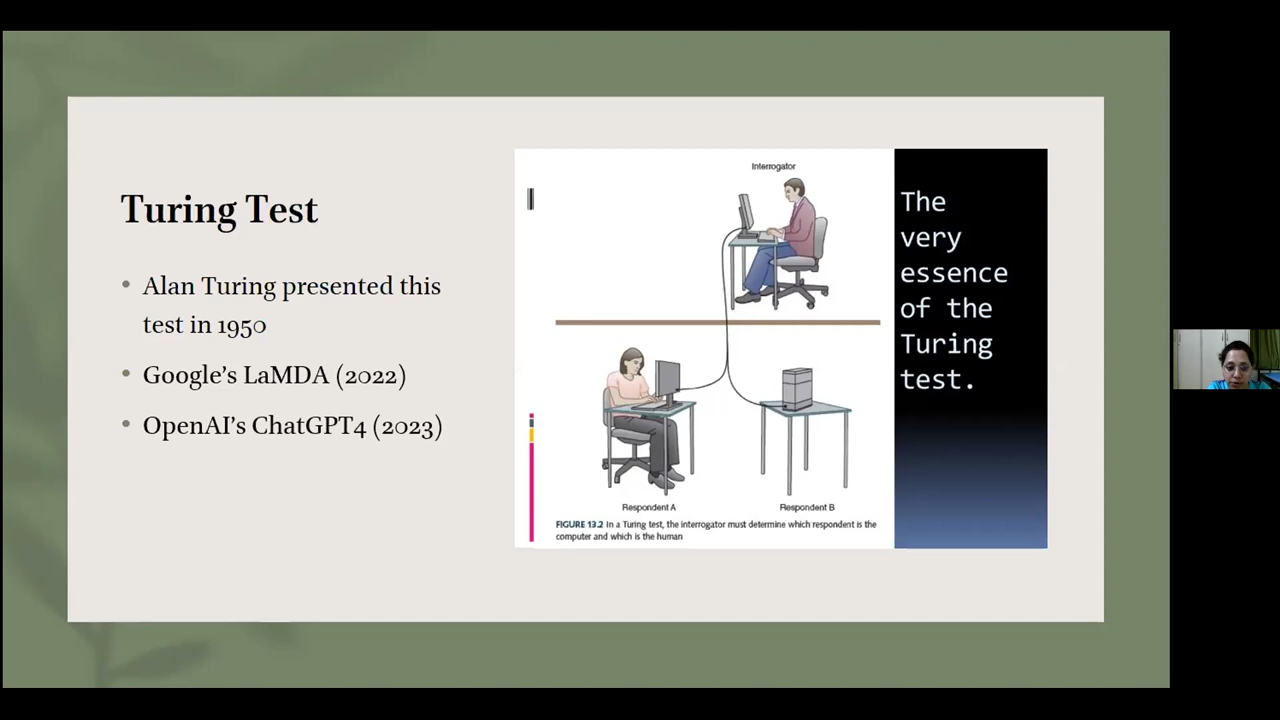 Turing Test
• Alan Turing presented this
test in 1950
• Google's LaMDA (2022)
• OpenAI's ChatGPT4 (2023)
Interrogator
Respondent A
Respondent B
FIGURE 13.2 In a Turing test, the interrogator must determine which respondent is the
computer and which is the human
The
very
essence
of the
Turing
test.